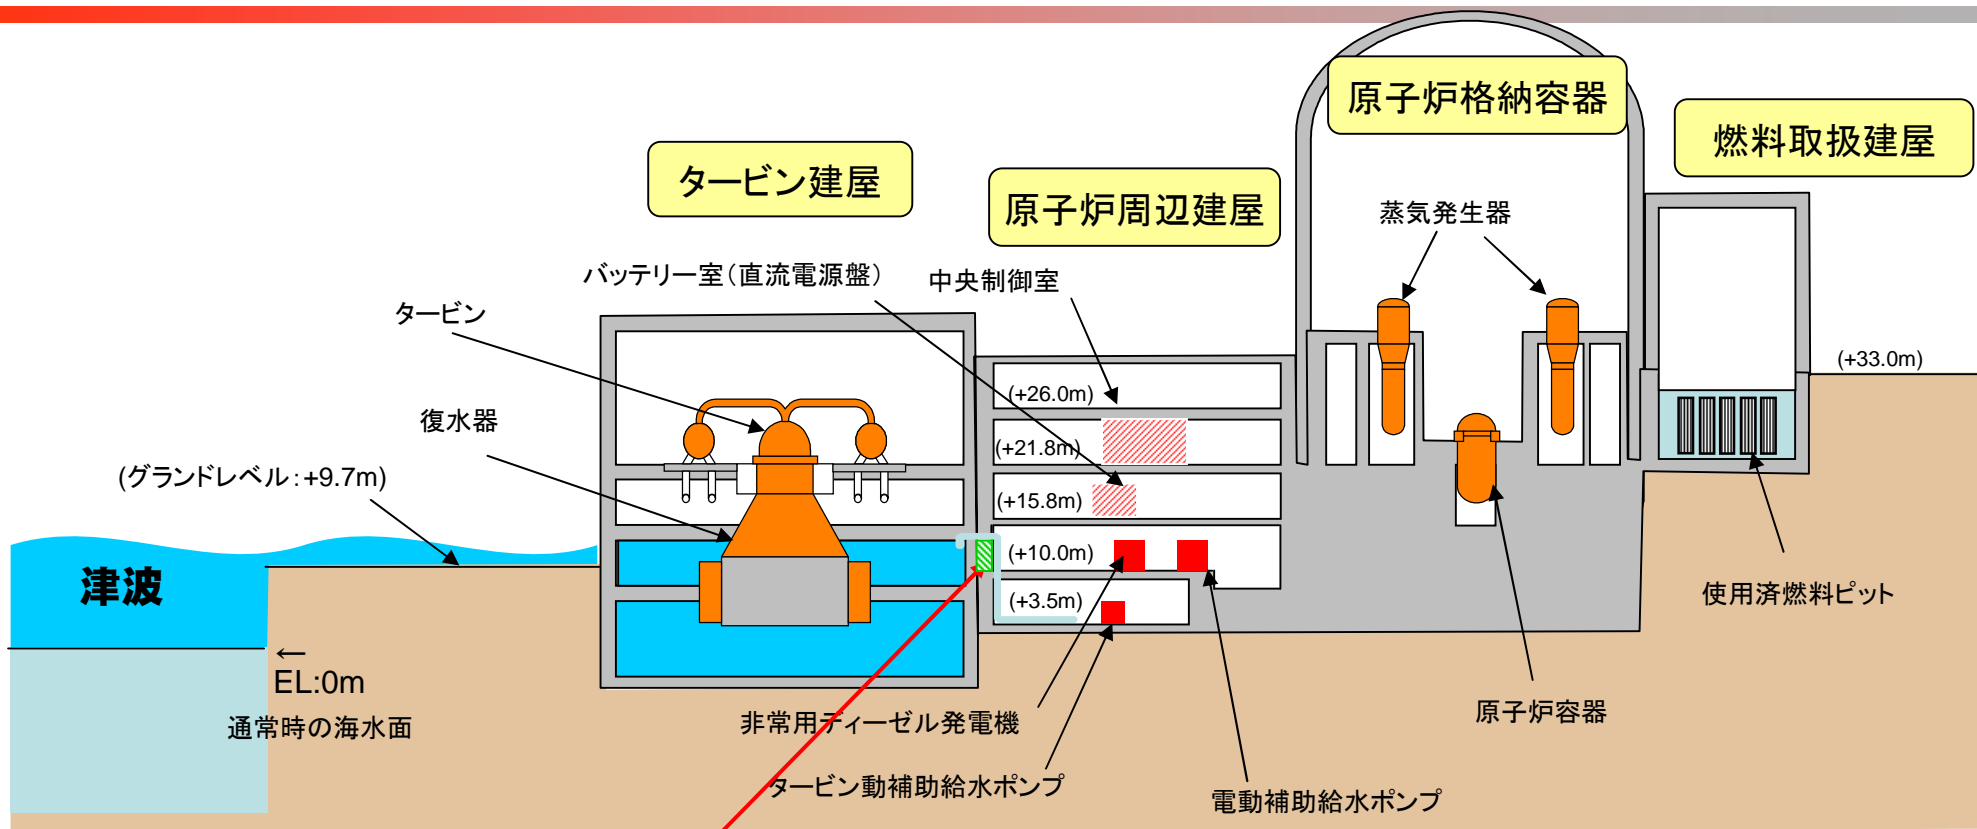 原子炉格納容器
燃料取扱建屋
タービン建屋
原子炉周辺建屋
蒸気発生器
バッテリー室(直流電源盤)
中央制御室
タービン
(+33.0m)
(+26.0m)
復水器
(+21.8m)
(グランドレベル:+9.7m)
(+15.8m)
(+10.0m)
津波
使用済燃料ピット
(+3.5m)
←
EL:0m
通常時の海水面
非常用ディーゼル発電機
原子炉容器
タービン動補助給水ポンプ
電動補助給水ポンプ